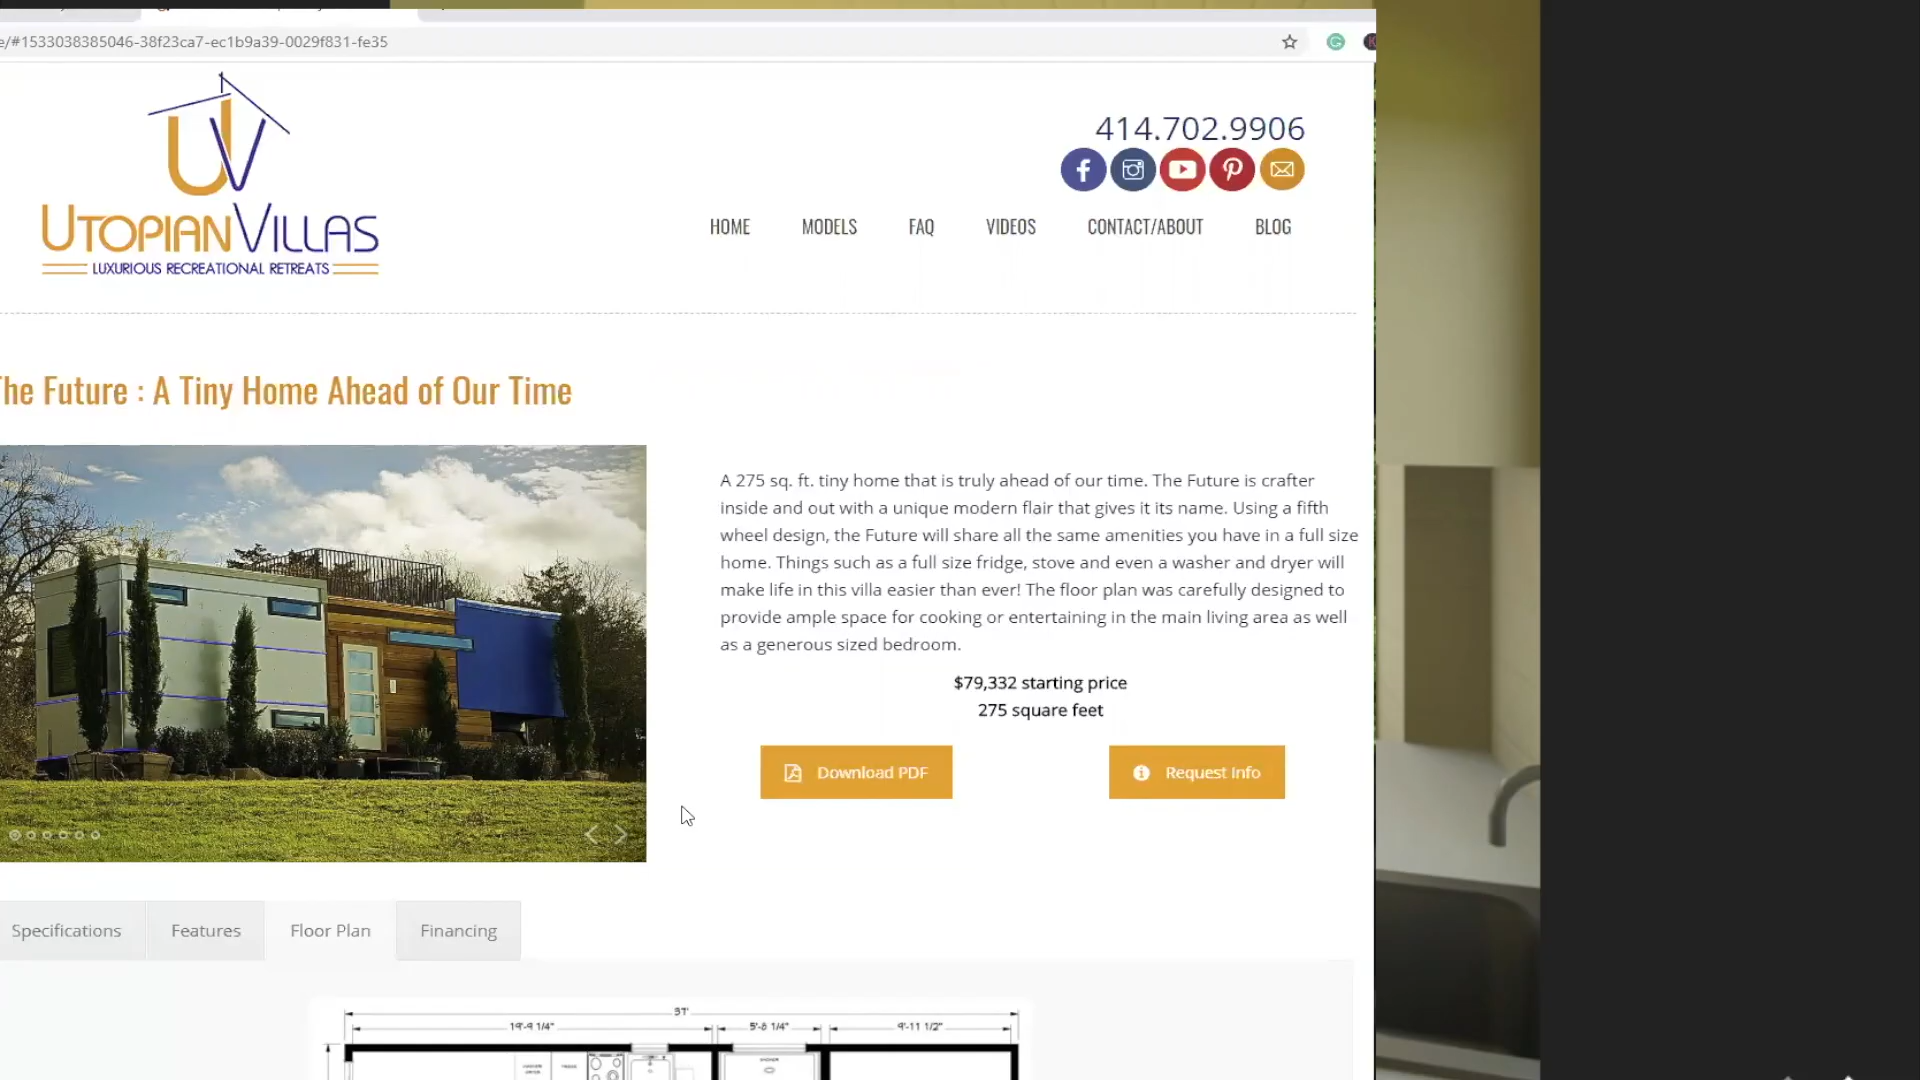 e/#1533038385046-38f23ca7-ec1b9a39-0029f831-fe35
UV
UTOPIANVILLAS
LUXURIOUS RECREATIONAL RETREATS
414.702.9906
HOME MODELS FAQ VIDEOS CONTACT/ABOUT BLOG
The Future : A Tiny Home Ahead of Our Time
A 275 sq. ft. tiny home that is truly ahead of our time. The Future is crafter
inside and out with a unique modern flair that gives it its name. Using a fifth
wheel design, the Future will share all the same amenities you have in a full size
home. Things such as a full size fridge, stove and even a washer and dryer will
make life in this villa easier than ever! The floor plan was carefully designed to
provide ample space for cooking or entertaining in the main living area as well
as a generous sized bedroom.
$79,332 starting price
275 square feet
Download PDF
Request Info
Specifications Features Floor Plan Financing
37'
19'-9 1/4" 5'-8 1/4" 9'-11 1/2"